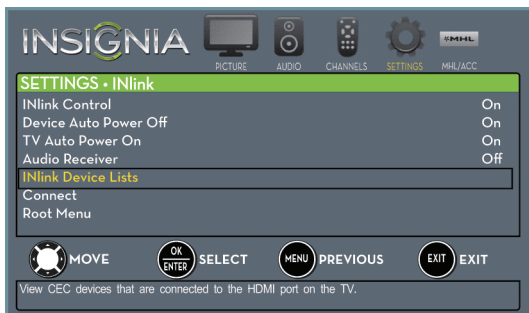 INSIGNIA
PICTURE AUDIO CHANNELS SETTINGS MHL MHL/ACC
SETTINGS • INlink
INlink Control On
Device Auto Power Off On
TV Auto Power On On
Audio Receiver Off
INlink Device Lists
Connect
Root Menu
MOVE OK ENTER SELECT MENU PREVIOUS EXIT EXIT
View CEC devices that are connected to the HDMI port on the TV.